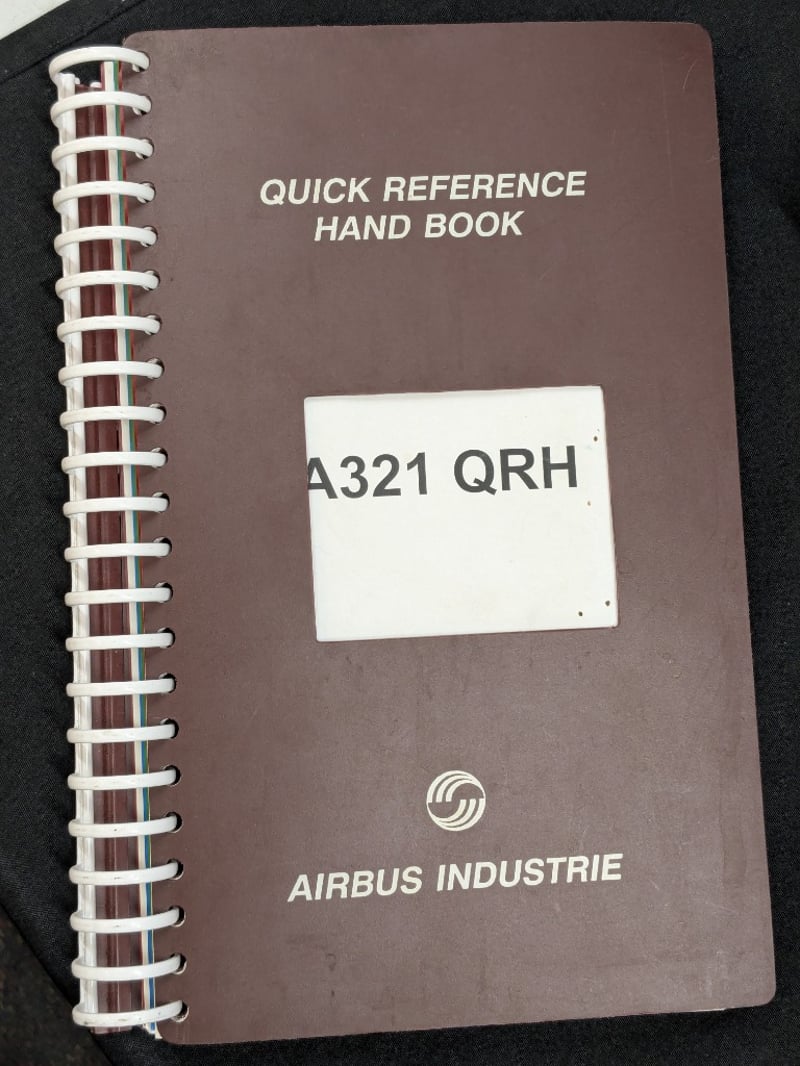 QUICK REFERENCE
HAND BOOK
A321 QRH
AIRBUS INDUSTRIE